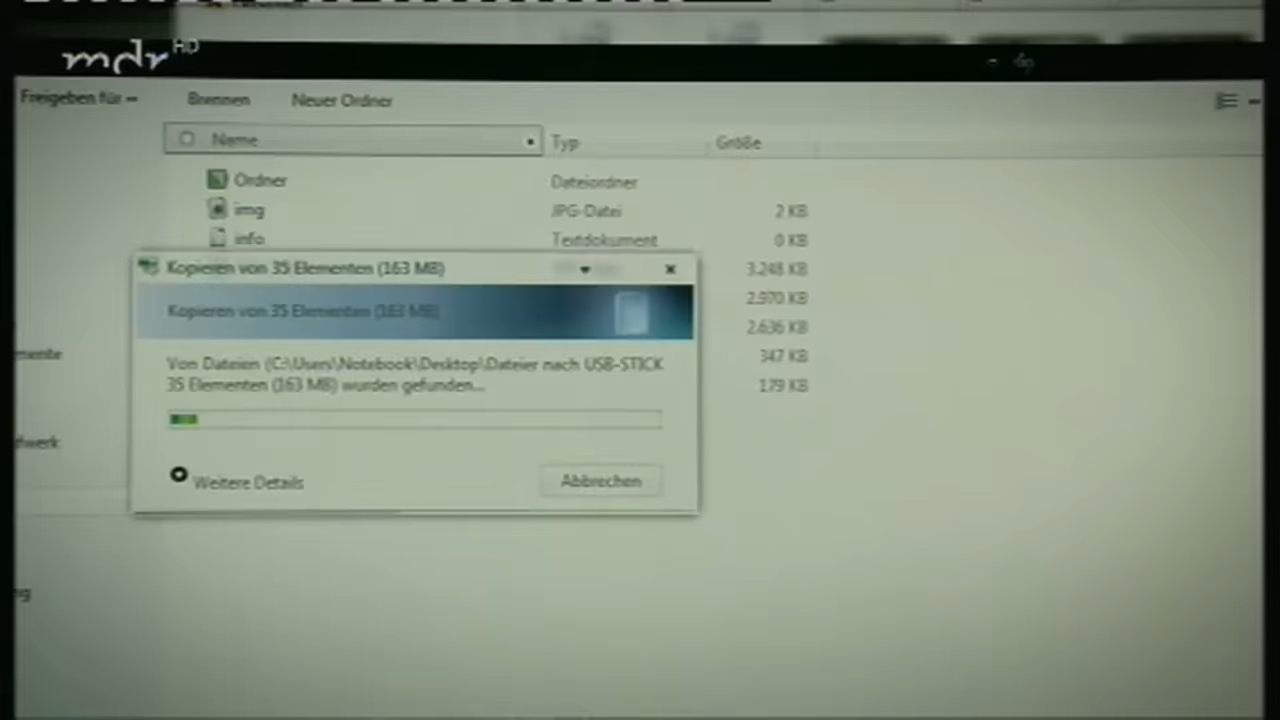 mdr HD
Freigeben für
Brennen
Neuer Ordner
Name
Typ
Größe
Ordner
Dateiordner
img
JPG-Datei
2 KB
info
Textdokument
0 KB
Kopieren von 35 Elementen (163 MB)
3.248 KB
Kopieren von 35 Elementen (163 MB)
2.970 KB
2.636 KB
Von Dateien (C:\Users\Notebook\Desktop\Dateier nach USB-STICK
mente
347 KB
35 Elementen (163 MB) wurden gefunden...
179 KB
Weitere Details
Abbrechen